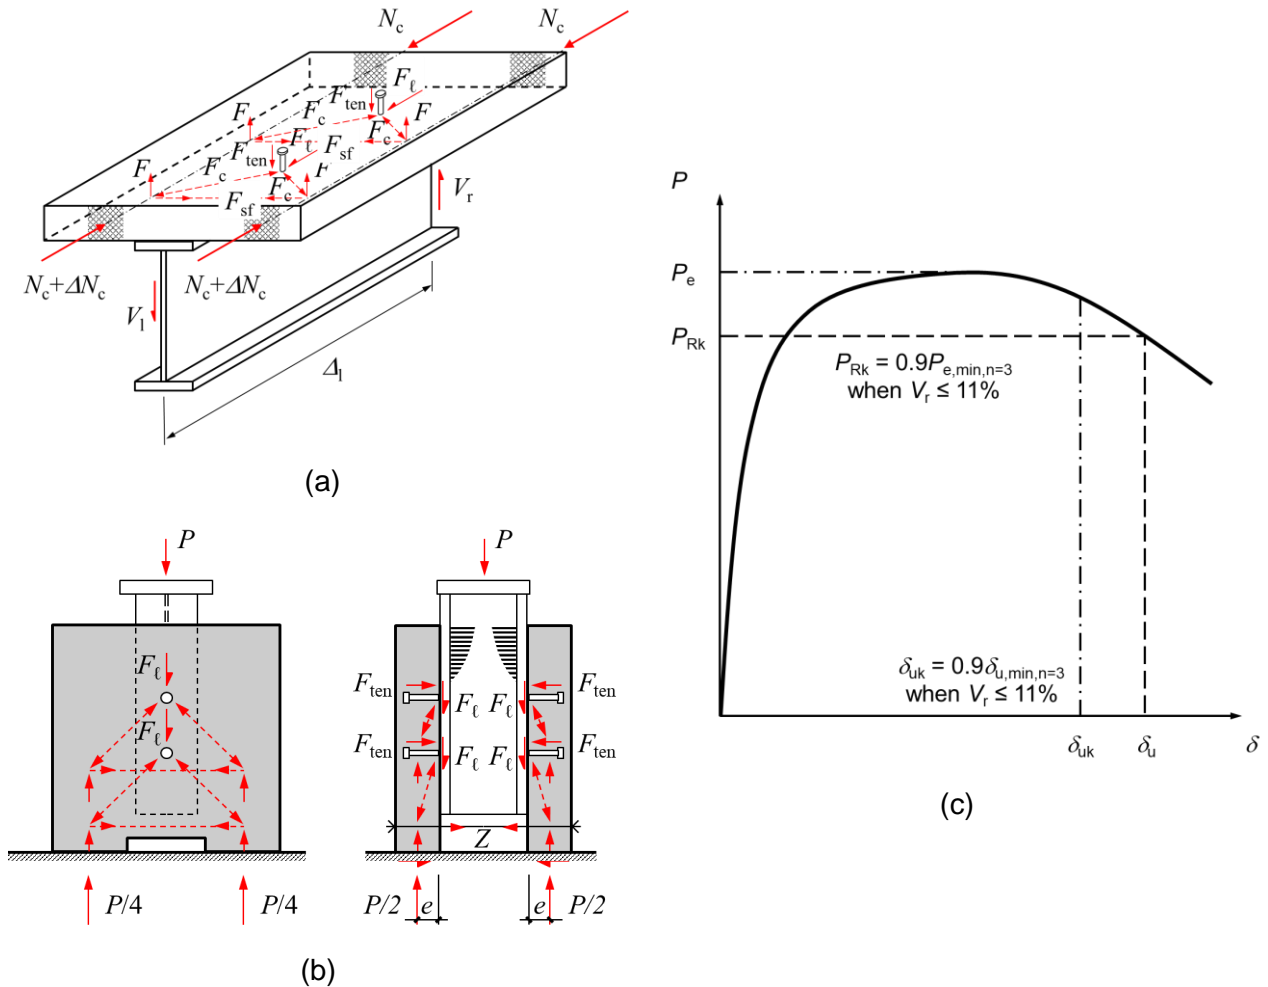 N_c N_c
F_ℓ
F_ten
F F_c F
F_ℓ F_c
F_ten F_sf
F F_c F
F_c
F_sf V_r
N_c+ΔN_c N_c+ΔN_c
V_l
Δ_l
(a)
P P
F_ℓ
F_ten F_ten
F_ℓ F_ℓ
F_ℓ
F_ten F_ten
F_ℓ F_ℓ
Z
P/4 P/4
P/2 e e P/2
(b)
P
P_e
P_Rk
P_Rk = 0.9P_e,min,n=3
when V_r ≤ 11%
δ_uk = 0.9δ_u,min,n=3
when V_r ≤ 11%
δ_uk δ_u δ
(c)